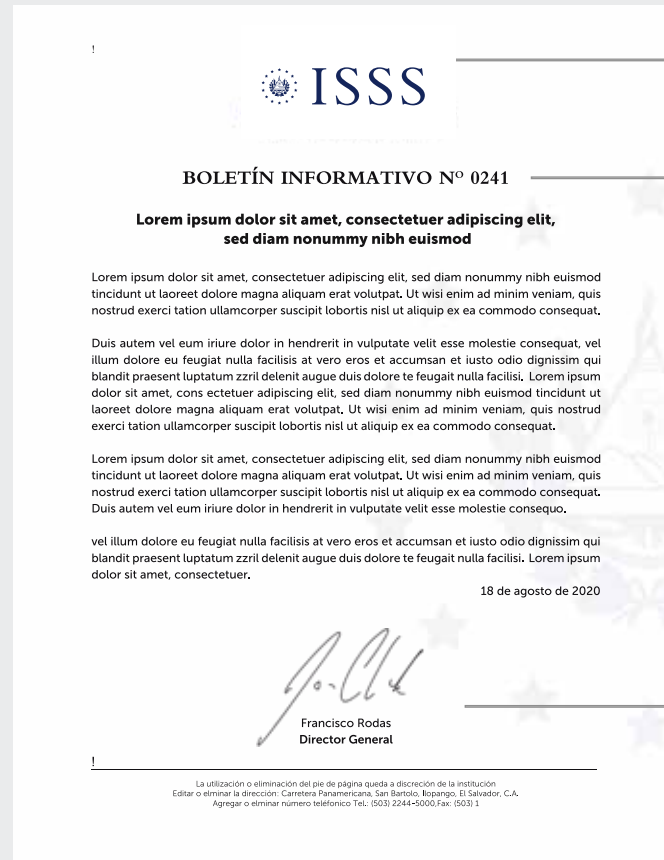 !
ISSS
BOLETÍN INFORMATIVO Nº 0241
Lorem ipsum dolor sit amet, consectetuer adipiscing elit,
sed diam nonummy nibh euismod
Lorem ipsum dolor sit amet, consectetuer adipiscing elit, sed diam nonummy nibh euismod
tincidunt ut laoreet dolore magna aliquam erat volutpat. Ut wisi enim ad minim veniam, quis
nostrud exerci tation ullamcorper suscipit lobortis nisl ut aliquip ex ea commodo consequat.
Duis autem vel eum iriure dolor in hendrerit in vulputate velit esse molestie consequat, vel
illum dolore eu feugiat nulla facilisis at vero eros et accumsan et iusto odio dignissim qui
blandit praesent luptatum zzril delenit augue duis dolore te feugait nulla facilisi. Lorem ipsum
dolor sit amet, cons ectetuer adipiscing elit, sed diam nonummy nibh euismod tincidunt ut
laoreet dolore magna aliquam erat volutpat. Ut wisi enim ad minim veniam, quis nostrud
exerci tation ullamcorper suscipit lobortis nisl ut aliquip ex ea commodo consequat.
Lorem ipsum dolor sit amet, consectetuer adipiscing elit, sed diam nonummy nibh euismod
tincidunt ut laoreet dolore magna aliquam erat volutpat. Ut wisi enim ad minim veniam, quis
nostrud exerci tation ullamcorper suscipit lobortis nisl ut aliquip ex ea commodo consequat.
Duis autem vel eum iriure dolor in hendrerit in vulputate velit esse molestie consequo.
vel illum dolore eu feugiat nulla facilisis at vero eros et accumsan et iusto odio dignissim qui
blandit praesent luptatum zzril delenit augue duis dolore te feugait nulla facilisi. Lorem ipsum
dolor sit amet, consectetuer.
18 de agosto de 2020
Francisco Rodas
Director General
!
La utilización o eliminación del pie de página queda a discreción de la institución
Editar o elminar la dirección: Carretera Panamericana, San Bartolo, Ilopango, El Salvador, C.A.
Agregar o elminar número teléfonico Tel.: (503) 2244-5000,Fax: (503) 1